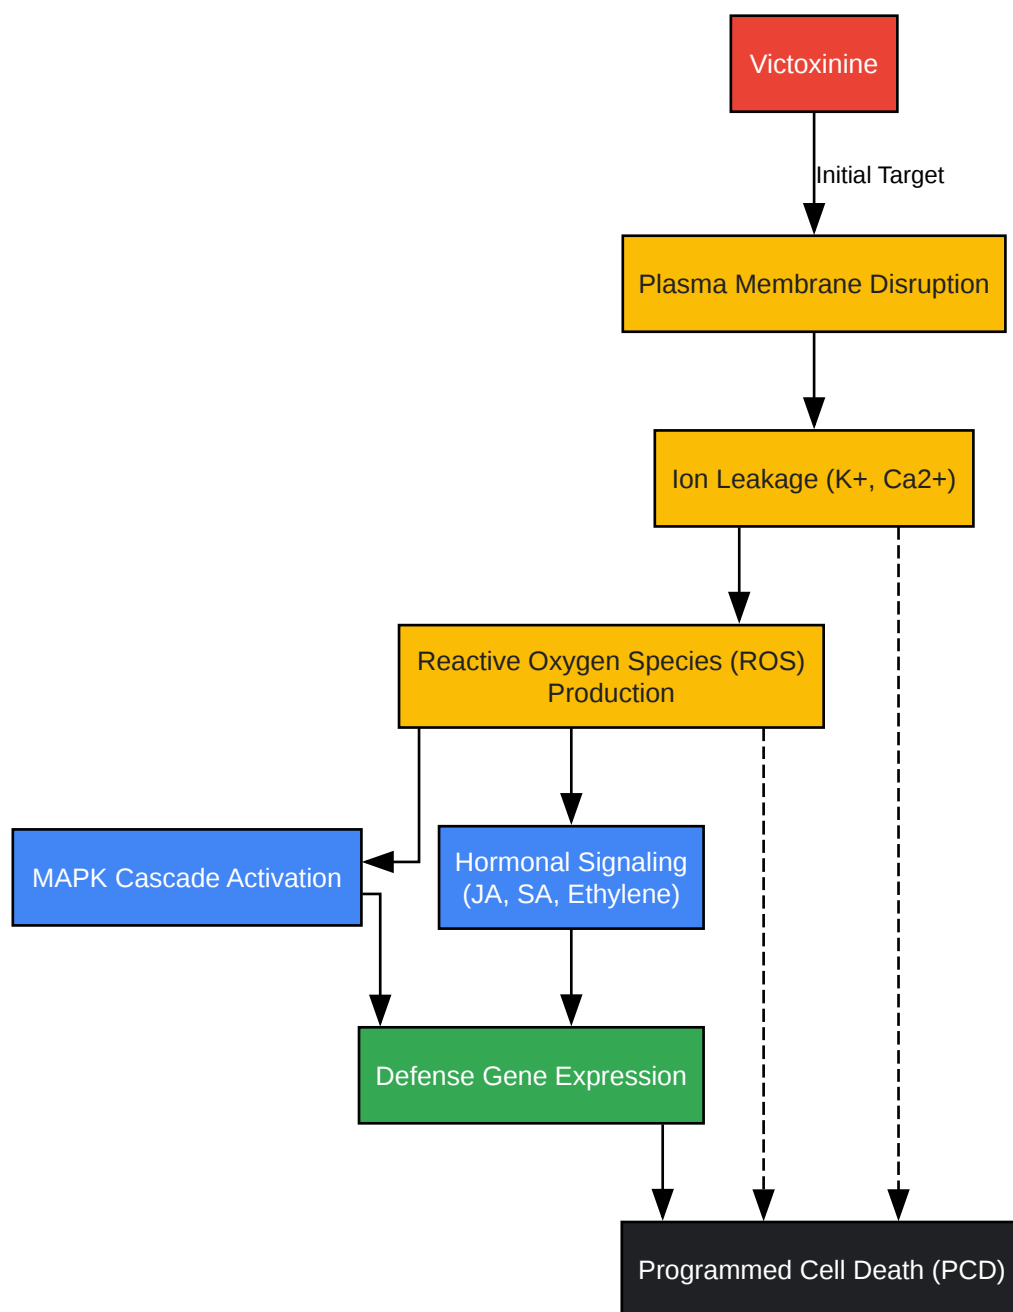 Victoxinine
Initial Target
Plasma Membrane Disruption
Ion Leakage (K+, Ca2+)
Reactive Oxygen Species (ROS)
Production
MAPK Cascade Activation
Hormonal Signaling
(JA, SA, Ethylene)
Defense Gene Expression
Programmed Cell Death (PCD)